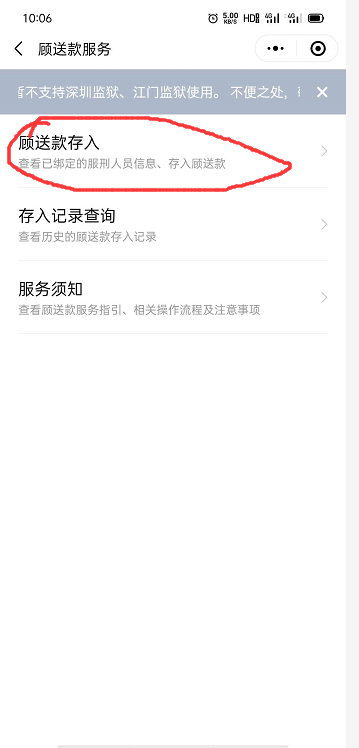 10:06
5.00 KB/S HD 4G 4G
顾送款服务
暂不支持深圳监狱、江门监狱使用。 不便之处，
顾送款存入
查看已绑定的服刑人员信息、存入顾送款
存入记录查询
查看历史的顾送款存入记录
服务须知
查看顾送款服务指引、相关操作流程及注意事项